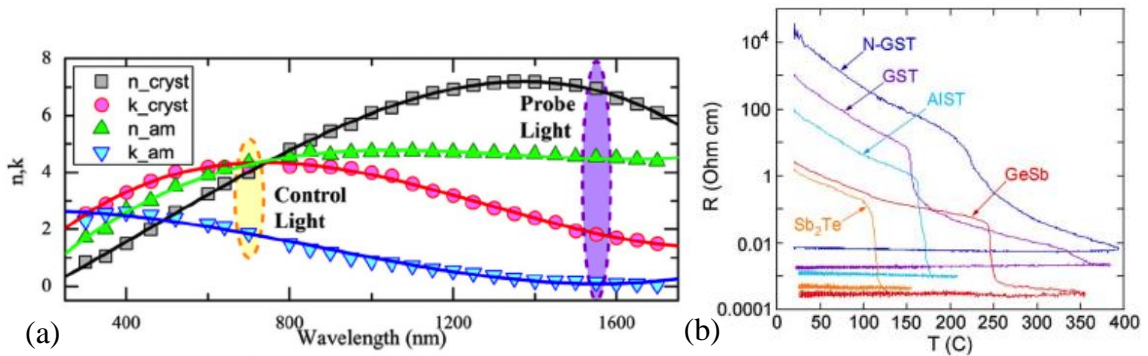 8
6
4
2
0
n,k
n_cryst
k_cryst
n_am
k_am
Probe
Light
Control
Light
400
800
1200
1600
Wavelength (nm)
(a)
10⁴
100
1
0.01
0.0001
R (Ohm cm)
N-GST
GST
AIST
GeSb
Sb₂Te
0
50
100
150
200
250
300
350
400
T (C)
(b)